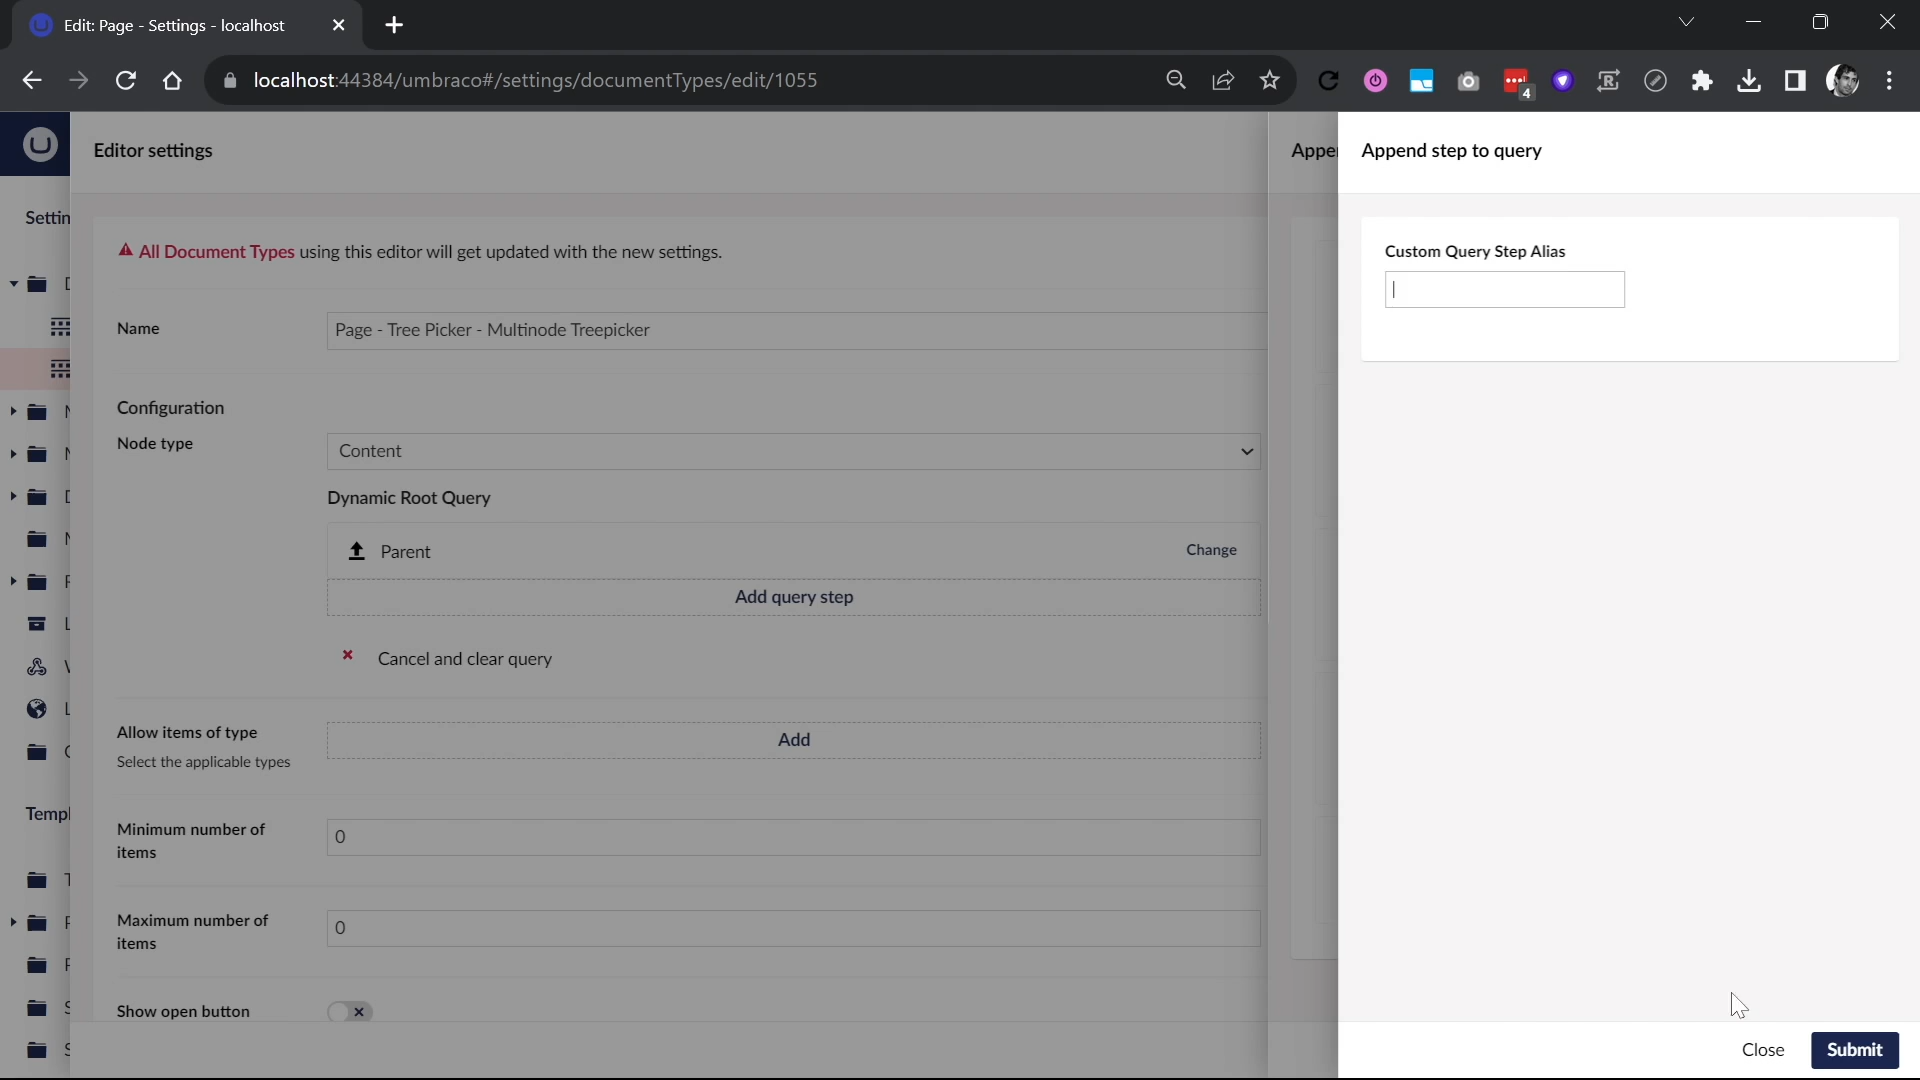 Edit: Page - Settings - localhost
localhost:44384/umbraco#/settings/documentTypes/edit/1055
4
Editor settings
Append step to query
All Document Types using this editor will get updated with the new settings.
Custom Query Step Alias
Name
Page - Tree Picker - Multinode Treepicker
Configuration
Node type
Content
Dynamic Root Query
Parent
Change
Add query step
Cancel and clear query
Allow items of type
Select the applicable types
Add
Minimum number of
items
0
Maximum number of
items
0
Show open button
Close
Submit